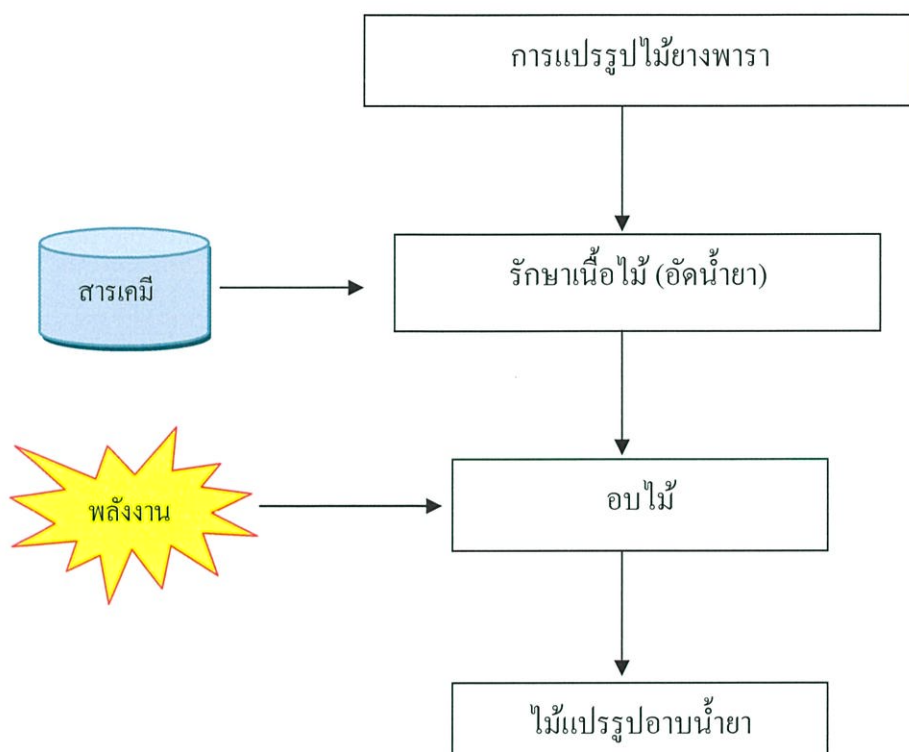 การแปรรูปไม้ยางพารา
รักษาเนื้อไม้ (อัดน้ำยา)
สารเคมี
อบไม้
พลังงาน
ไม้แปรรูปอาบน้ำยา